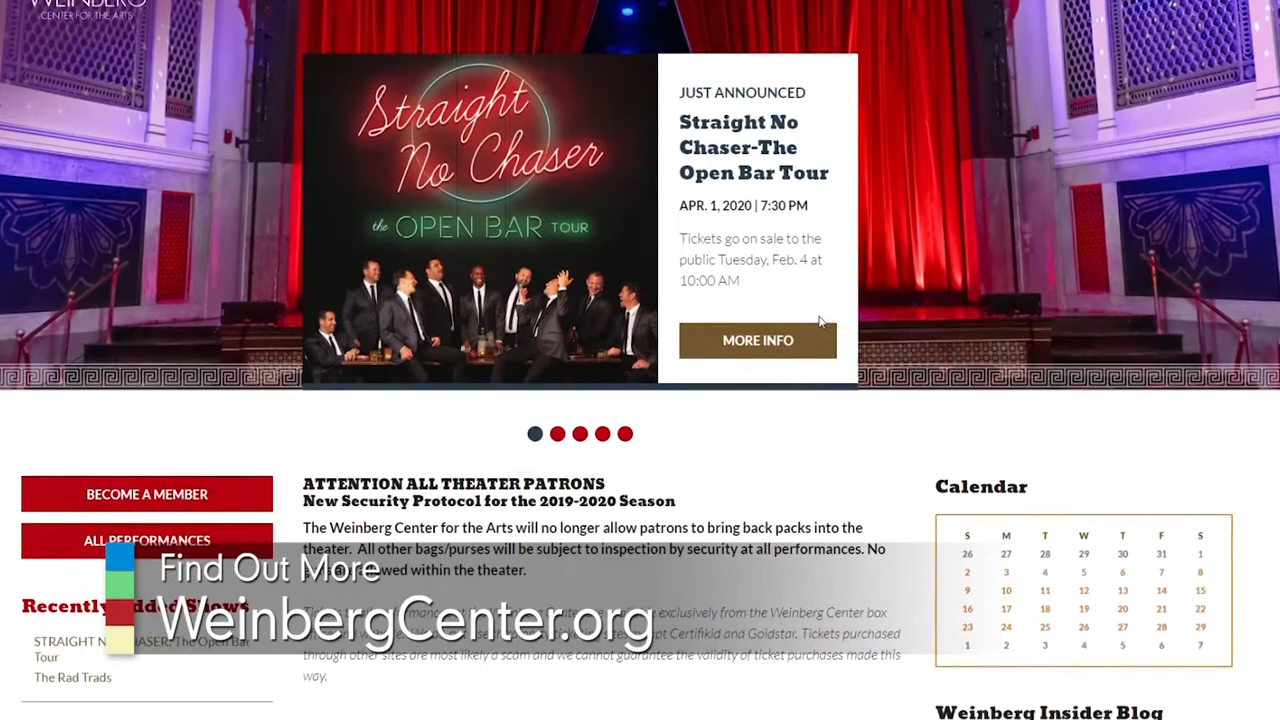 WEINBERG
CENTER FOR THE ARTS
Straight
No Chaser
the OPEN BAR TOUR
JUST ANNOUNCED
Straight No
Chaser-The
Open Bar Tour
APR. 1, 2020 | 7:30 PM
Tickets go on sale to the
public Tuesday, Feb. 4 at
10:00 AM
MORE INFO
BECOME A MEMBER
ALL PERFORMANCES
Recently Added Shows
STRAIGHT NO CHASER: The Open Bar
Tour
The Rad Trads
ATTENTION ALL THEATER PATRONS
New Security Protocol for the 2019-2020 Season
The Weinberg Center for the Arts will no longer allow patrons to bring back packs into the
theater. All other bags/purses will be subject to inspection by security at all performances. No
allowed within the theater.
exclusively from the Weinberg Center box
Certifikid and Goldstar. Tickets purchased
through other sites are most likely a scam and we cannot guarantee the validity of ticket purchases made this
way.
Find Out More
WeinbergCenter.org
Calendar
S M T W T F S
26 27 28 29 30 31 1
2 3 4 5 6 7 8
9 10 11 12 13 14 15
16 17 18 19 20 21 22
23 24 25 26 27 28 29
1 2 3 4 5 6 7
Weinberg Insider Blog